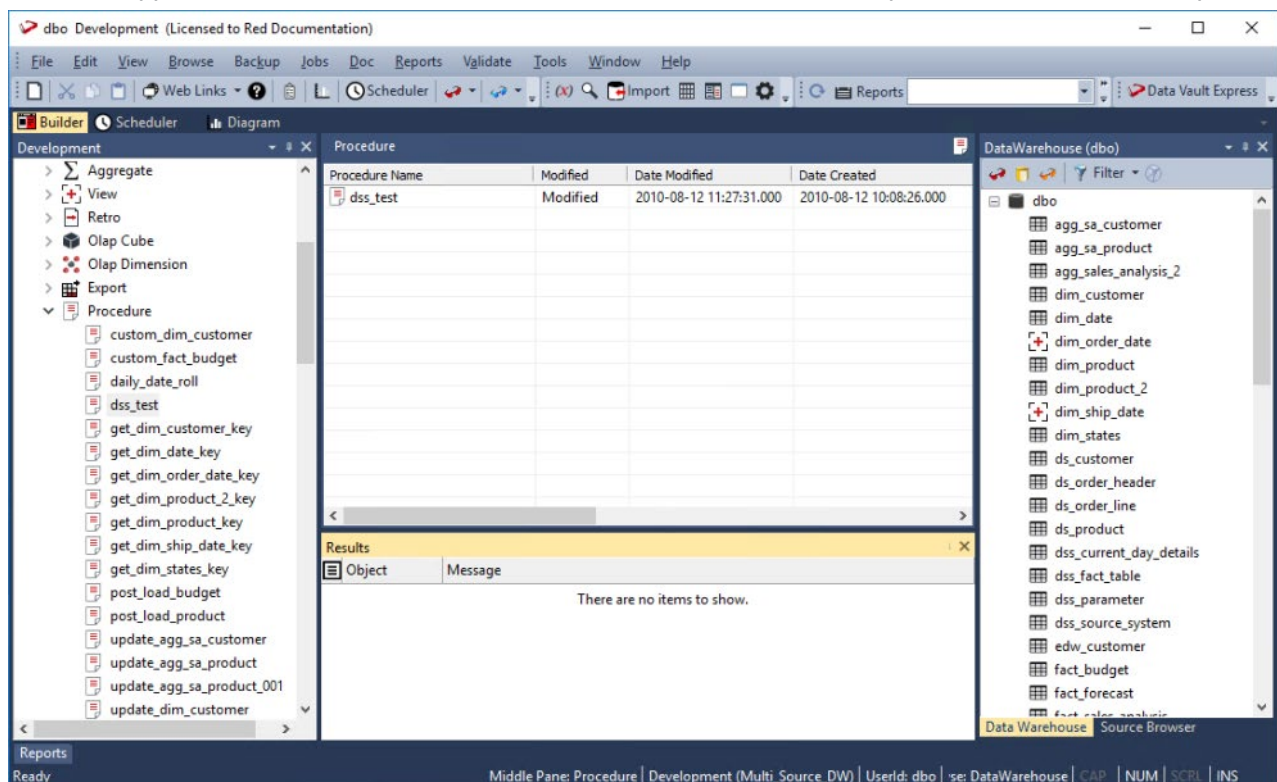 dbo Development (Licensed to Red Documentation)
File Edit View Browse Backup Jobs Doc Reports Validate Tools Window Help
Web Links Scheduler (x) Import Reports Data Vault Express
Builder Scheduler Diagram
Development
Aggregate
View
Retro
Olap Cube
Olap Dimension
Export
Procedure
custom_dim_customer
custom_fact_budget
daily_date_roll
dss_test
get_dim_customer_key
get_dim_date_key
get_dim_order_date_key
get_dim_product_2_key
get_dim_product_key
get_dim_ship_date_key
get_dim_states_key
post_load_budget
post_load_product
update_agg_sa_customer
update_agg_sa_product
update_agg_sa_product_001
update_dim_customer
Procedure
Procedure Name Modified Date Modified Date Created
dss_test Modified 2010-08-12 11:27:31.000 2010-08-12 10:08:26.000
Results
Object Message
There are no items to show.
DataWarehouse (dbo)
Filter
dbo
agg_sa_customer
agg_sa_product
agg_sales_analysis_2
dim_customer
dim_date
dim_order_date
dim_product
dim_product_2
dim_ship_date
dim_states
ds_customer
ds_order_header
ds_order_line
ds_product
dss_current_day_details
dss_fact_table
dss_parameter
dss_source_system
edw_customer
fact_budget
fact_forecast
fact_sales_analysis
Data Warehouse Source Browser
Reports
Ready Middle Pane: Procedure Development (Multi_Source_DW) UserId: dbo se: DataWarehouse CAP NUM SCRL INS